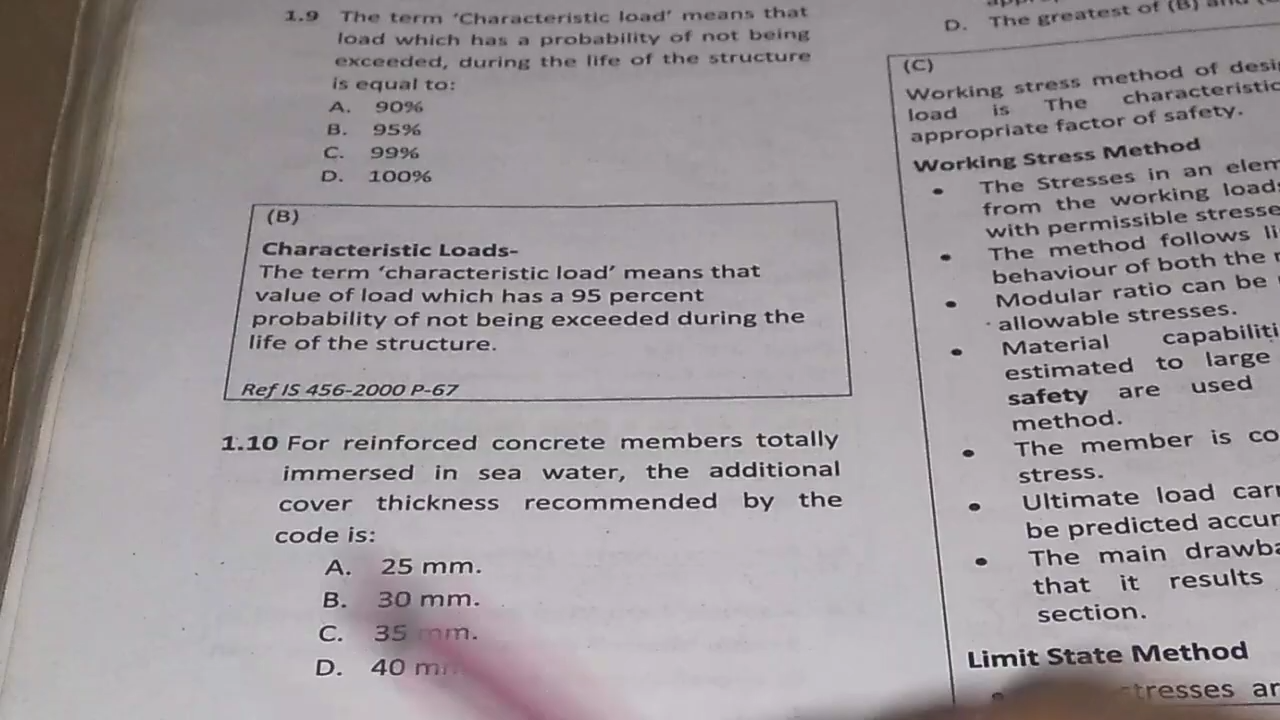 1.9 The term 'Characteristic load' means that
load which has a probability of not being
exceeded, during the life of the structure
is equal to:
A. 90%
B. 95%
C. 99%
D. 100%
(B)
Characteristic Loads-
The term 'characteristic load' means that
value of load which has a 95 percent
probability of not being exceeded during the
life of the structure.
Ref IS 456-2000 P-67
1.10 For reinforced concrete members totally
immersed in sea water, the additional
cover thickness recommended by the
code is:
A. 25 mm.
B. 30 mm.
C. 35 mm.
D. 40
D. The greatest of (B)
(C)
Working stress method of
load is The
appropriate factor of safety.
Working Stress Method
• The Stresses in an
from the working
with permissible
• The method follows
behaviour of both the
• Modular ratio can be
allowable stresses.
• Material
estimated to large
safety are used
method.
• The member is
stress.
• Ultimate load
be predicted
• The main
that it results
section.
Limit State Method
•